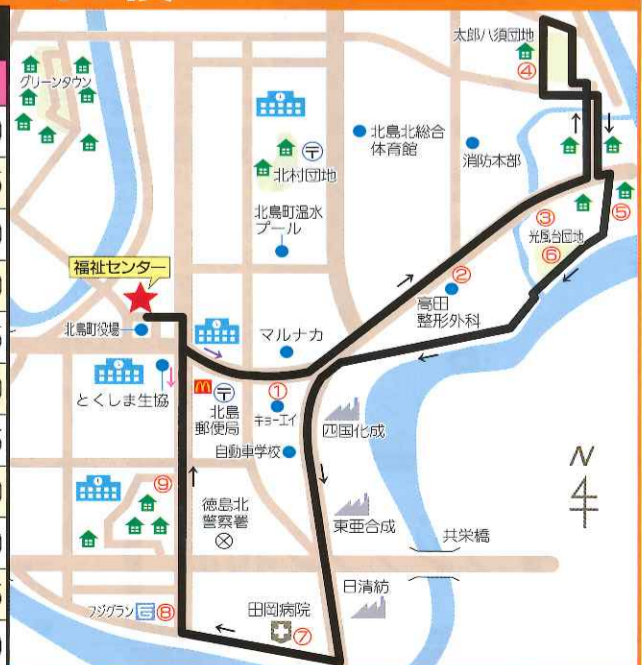 太郎八須団地
④
グリーンタウン
北島北総合
体育館
消防本部
北村団地
北島町温水
プール
③
光風台団地
⑥
⑤
福祉センター
②
高田
整形外科
北島町役場
マルナカ
とくしま生協
北島
郵便局
①
キョーエイ
四国化成
自動車学校
N
⑨
徳島北
警察署
東亜合成
共栄橋
日清紡
フジグラン
⑧
田岡病院
⑦